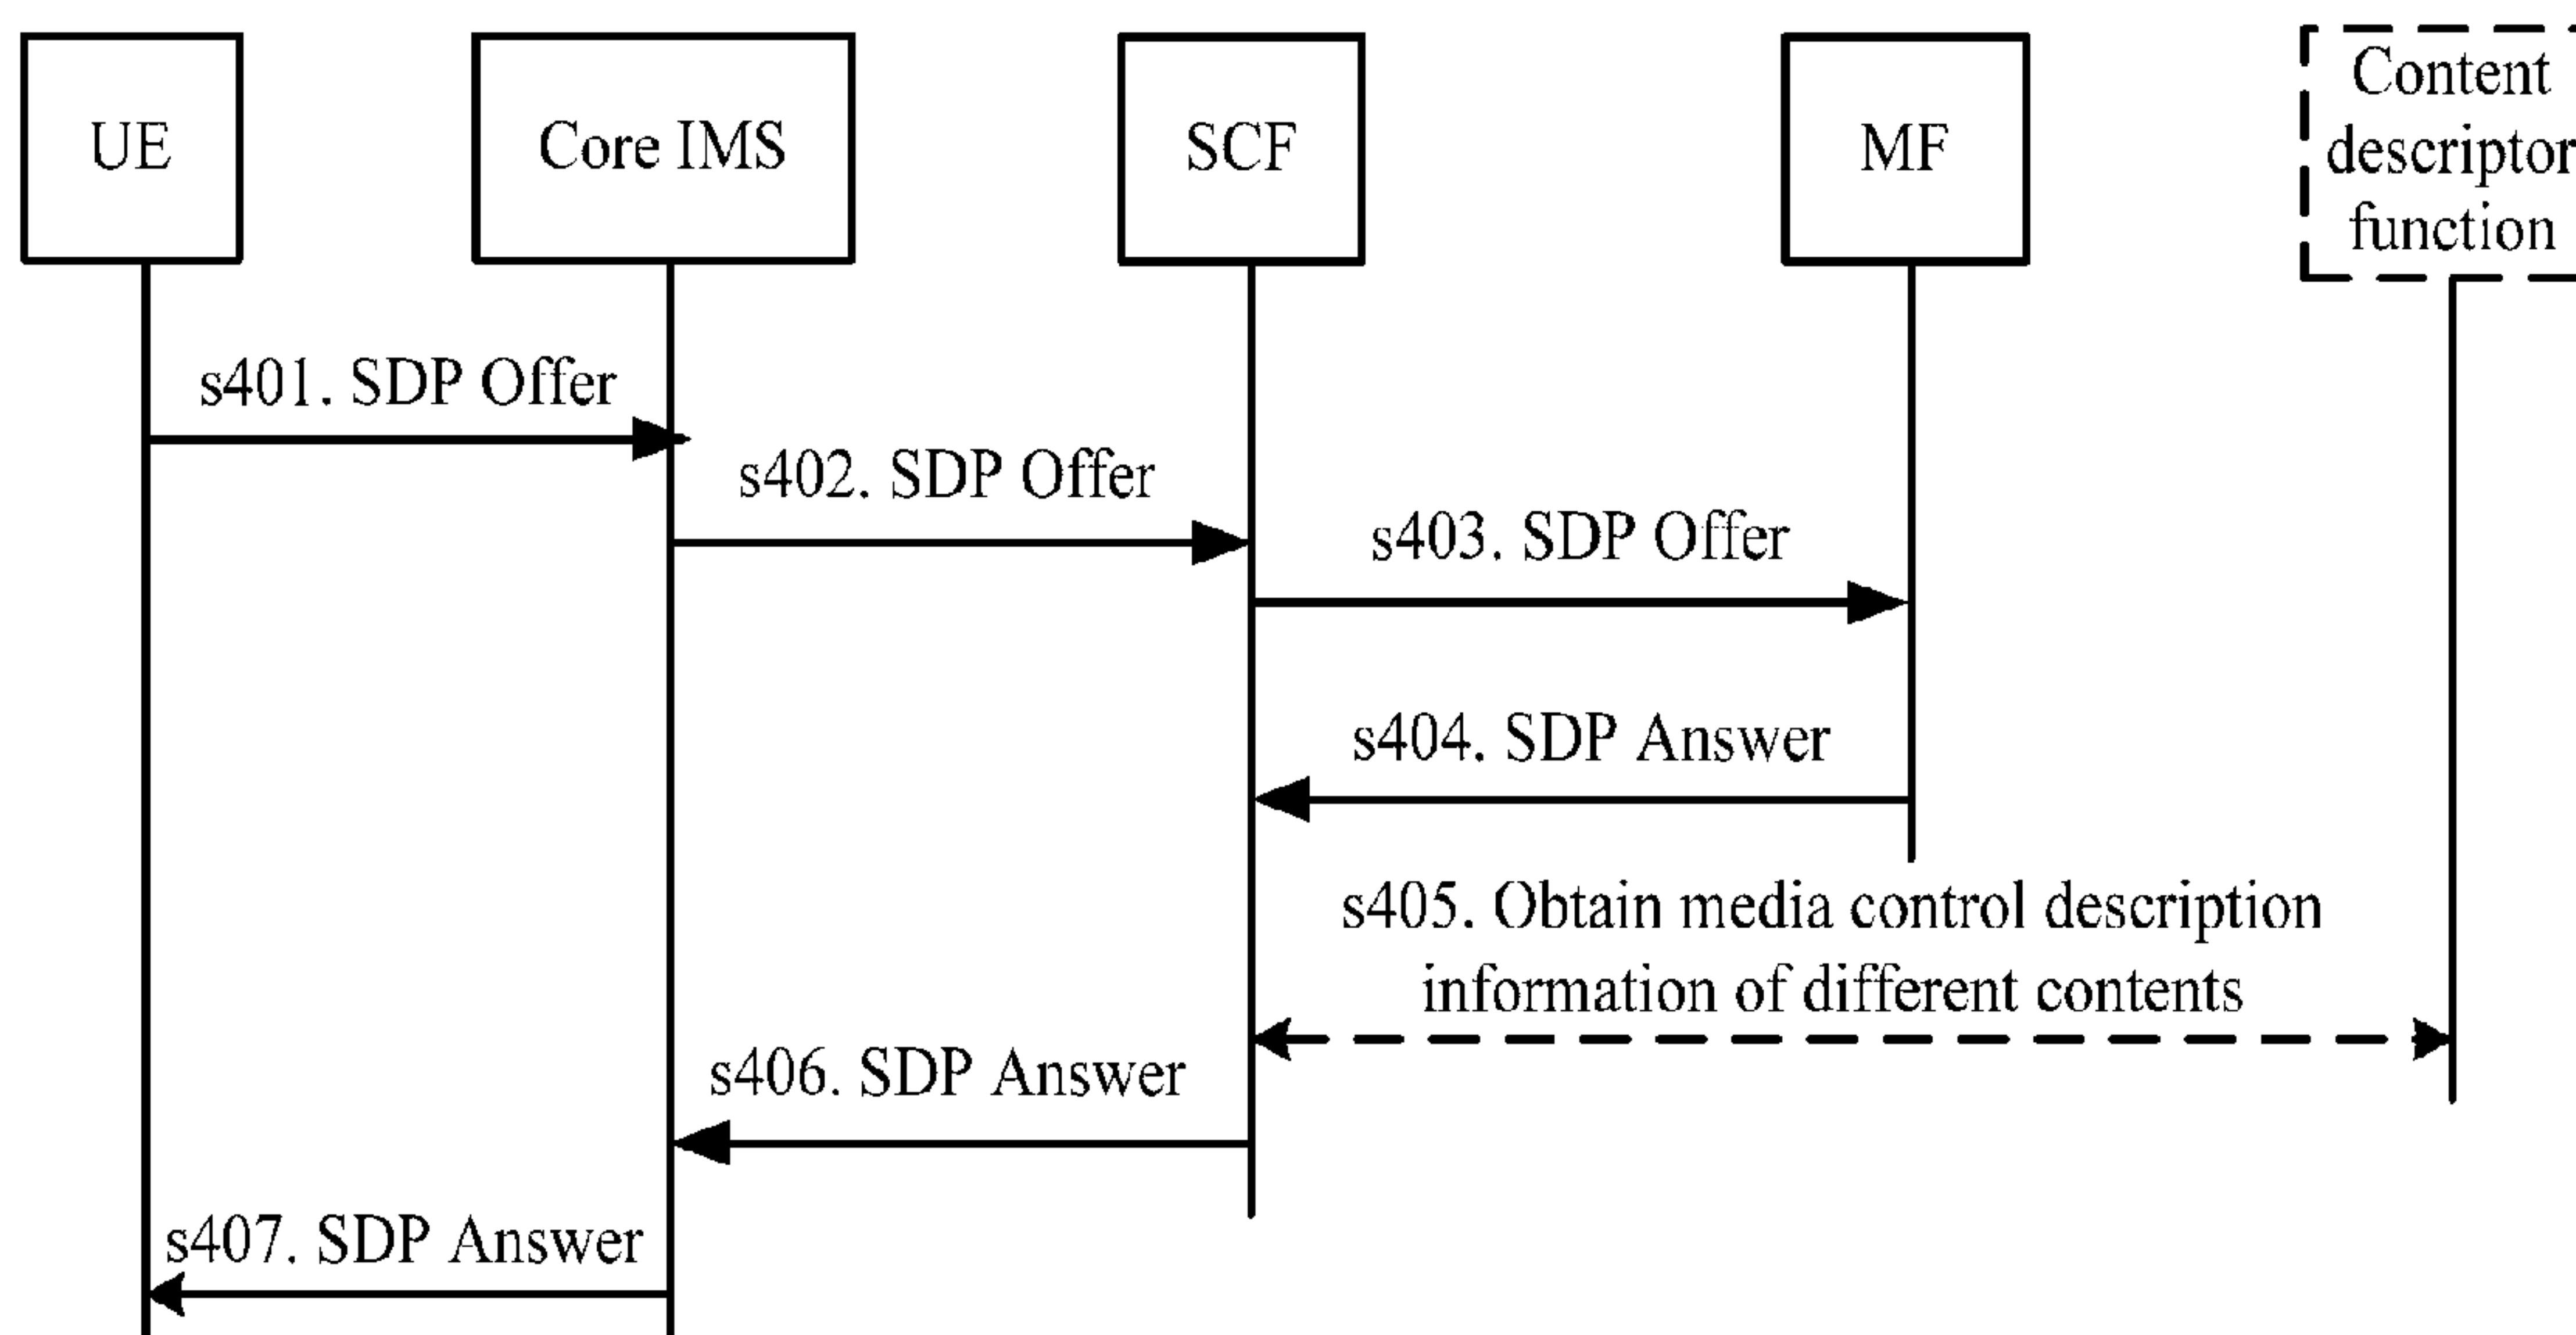 UE
Core IMS
SCF
MF
Content
descriptor
function
s401. SDP Offer
s402. SDP Offer
s403. SDP Offer
s404. SDP Answer
s405. Obtain media control description
information of different contents
s406. SDP Answer
s407. SDP Answer